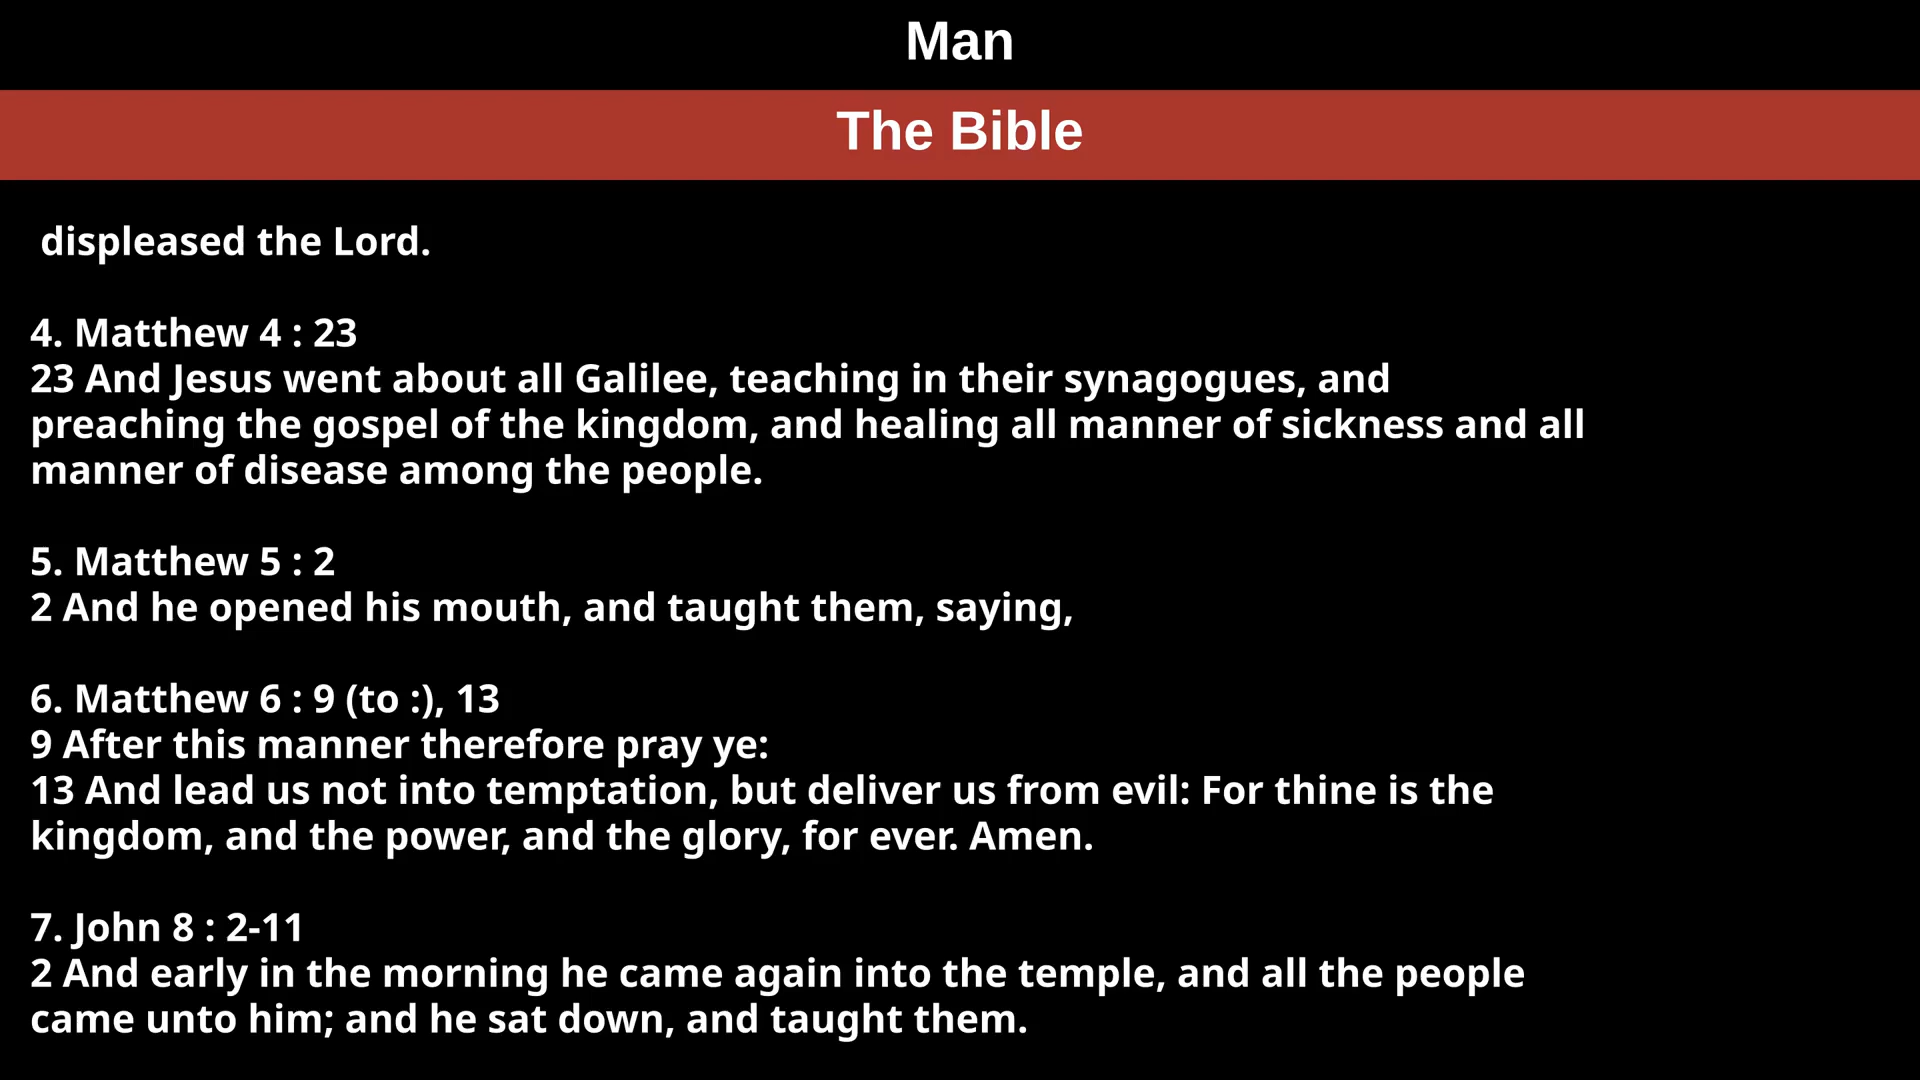 Man
The Bible
displeased the Lord.
4. Matthew 4 : 23
23 And Jesus went about all Galilee, teaching in their synagogues, and
preaching the gospel of the kingdom, and healing all manner of sickness and all
manner of disease among the people.
5. Matthew 5 : 2
2 And he opened his mouth, and taught them, saying,
6. Matthew 6 : 9 (to :), 13
9 After this manner therefore pray ye:
13 And lead us not into temptation, but deliver us from evil: For thine is the
kingdom, and the power, and the glory, for ever. Amen.
7. John 8 : 2-11
2 And early in the morning he came again into the temple, and all the people
came unto him; and he sat down, and taught them.